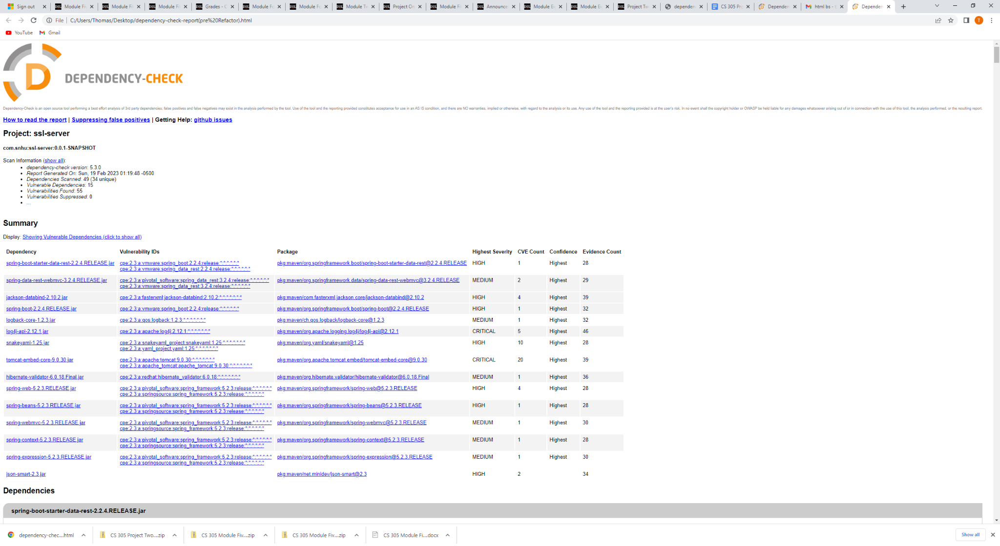 Sign out
Module Fi
Module Fi
Module Fi
Grades - C
Module Fo
Module Fo
Module Tw
Project On
Module Fi
Announce
Module Ei
Module Ei
Project Tw
dependen
CS 305 Pro
Dependen
html bs - t
Dependen
File | C:/Users/Thomas/Desktop/dependency-check-report(pre%20Refactor).html
T
YouTube Gmail
D DEPENDENCY-CHECK
Dependency-Check is an open source tool performing a best effort analysis of 3rd party dependencies; false positives and false negatives may exist in the analysis performed by the tool. Use of the tool and the reporting provided constitutes acceptance for use in an AS IS condition, and there are NO warranties, implied or otherwise, with regard to the analysis or its use. Any use of the tool and the reporting provided is at the user's risk. In no event shall the copyright holder or OWASP be held liable for any damages whatsoever arising out of or in connection with the use of this tool, the analysis performed, or the resulting report.
How to read the report | Suppressing false positives | Getting Help: github issues
Project: ssl-server
com.snhu:ssl-server:0.0.1-SNAPSHOT
Scan Information (show all):
• dependency-check version: 5.3.0
• Report Generated On: Sun, 19 Feb 2023 01:19:48 -0500
• Dependencies Scanned: 49 (34 unique)
• Vulnerable Dependencies: 15
• Vulnerabilities Found: 55
• Vulnerabilities Suppressed: 0
• ...
Summary
Display: Showing Vulnerable Dependencies (click to show all)
Dependency Vulnerability IDs Package Highest Severity CVE Count Confidence Evidence Count
spring-boot-starter-data-rest-2.2.4.RELEASE.jar cpe:2.3:a:vmware:spring_boot:2.2.4:release:*:*:*:*:*:* pkg:maven/org.springframework.boot/spring-boot-starter-data-rest@2.2.4.RELEASE HIGH 1 Highest 28
cpe:2.3:a:vmware:spring_data_rest:2.2.4:release:*:*:*:*:*:*
spring-data-rest-webmvc-3.2.4.RELEASE.jar cpe:2.3:a:pivotal_software:spring_data_rest:3.2.4:release:*:*:*:*:*:* pkg:maven/org.springframework.data/spring-data-rest-webmvc@3.2.4.RELEASE MEDIUM 2 Highest 29
cpe:2.3:a:vmware:spring_data_rest:3.2.4:release:*:*:*:*:*:*
jackson-databind-2.10.2.jar cpe:2.3:a:fasterxml:jackson-databind:2.10.2:*:*:*:*:*:*:* pkg:maven/com.fasterxml.jackson.core/jackson-databind@2.10.2 HIGH 4 Highest 39
spring-boot-2.2.4.RELEASE.jar cpe:2.3:a:vmware:spring_boot:2.2.4:release:*:*:*:*:*:* pkg:maven/org.springframework.boot/spring-boot@2.2.4.RELEASE HIGH 1 Highest 32
logback-core-1.2.3.jar cpe:2.3:a:qos:logback:1.2.3:*:*:*:*:*:*:* pkg:maven/ch.qos.logback/logback-core@1.2.3 MEDIUM 1 Highest 32
log4j-api-2.12.1.jar cpe:2.3:a:apache:log4j:2.12.1:*:*:*:*:*:*:* pkg:maven/org.apache.logging.log4j/log4j-api@2.12.1 CRITICAL 5 Highest 46
snakeyaml-1.25.jar cpe:2.3:a:snakeyaml_project:snakeyaml:1.25:*:*:*:*:*:*:* pkg:maven/org.yaml/snakeyaml@1.25 HIGH 10 Highest 28
cpe:2.3:a:yaml_project:yaml:1.25:*:*:*:*:*:*:*
tomcat-embed-core-9.0.30.jar cpe:2.3:a:apache:tomcat:9.0.30:*:*:*:*:*:*:* pkg:maven/org.apache.tomcat.embed/tomcat-embed-core@9.0.30 CRITICAL 20 Highest 39
cpe:2.3:a:apache_tomcat:apache_tomcat:9.0.30:*:*:*:*:*:*:*
hibernate-validator-6.0.18.Final.jar cpe:2.3:a:redhat:hibernate_validator:6.0.18:*:*:*:*:*:*:* pkg:maven/org.hibernate.validator/hibernate-validator@6.0.18.Final MEDIUM 1 Highest 36
spring-web-5.2.3.RELEASE.jar cpe:2.3:a:pivotal_software:spring_framework:5.2.3:release:*:*:*:*:*:* pkg:maven/org.springframework/spring-web@5.2.3.RELEASE HIGH 4 Highest 28
cpe:2.3:a:springsource:spring_framework:5.2.3:release:*:*:*:*:*:*
spring-beans-5.2.3.RELEASE.jar cpe:2.3:a:pivotal_software:spring_framework:5.2.3:release:*:*:*:*:*:* pkg:maven/org.springframework/spring-beans@5.2.3.RELEASE HIGH 1 Highest 28
cpe:2.3:a:springsource:spring_framework:5.2.3:release:*:*:*:*:*:*
spring-webmvc-5.2.3.RELEASE.jar cpe:2.3:a:pivotal_software:spring_framework:5.2.3:release:*:*:*:*:*:* pkg:maven/org.springframework/spring-webmvc@5.2.3.RELEASE MEDIUM 1 Highest 30
cpe:2.3:a:springsource:spring_framework:5.2.3:release:*:*:*:*:*:*
spring-context-5.2.3.RELEASE.jar cpe:2.3:a:pivotal_software:spring_framework:5.2.3:release:*:*:*:*:*:* pkg:maven/org.springframework/spring-context@5.2.3.RELEASE MEDIUM 1 Highest 28
cpe:2.3:a:springsource:spring_framework:5.2.3:release:*:*:*:*:*:*
spring-expression-5.2.3.RELEASE.jar cpe:2.3:a:pivotal_software:spring_framework:5.2.3:release:*:*:*:*:*:* pkg:maven/org.springframework/spring-expression@5.2.3.RELEASE MEDIUM 1 Highest 30
cpe:2.3:a:springsource:spring_framework:5.2.3:release:*:*:*:*:*:*
json-smart-2.3.jar pkg:maven/net.minidev/json-smart@2.3 HIGH 2 34
Dependencies
spring-boot-starter-data-rest-2.2.4.RELEASE.jar
dependency-chec....html CS 305 Project Two....zip CS 305 Module Fiv....zip CS 305 Module Fiv....zip CS 305 Module Fi....docx Show all